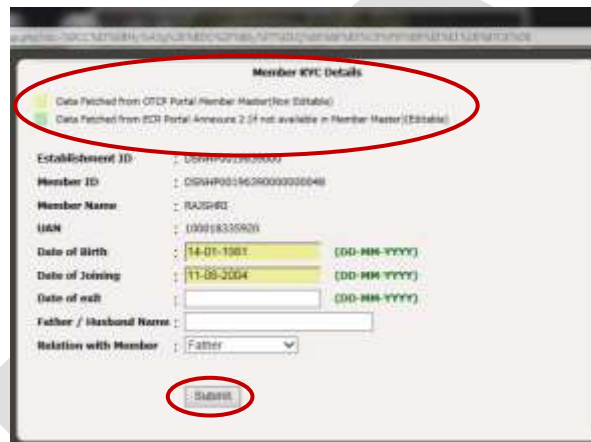 Member KYC Details
Data Fetched from OTCP Portal Member Master(Non Editable)
Data Fetched from ECR Portal Annexure 2 (if not available in Member Master)(Editable)
Establishment ID :
Member ID :
Member Name : RAJSHRI
UAN :
Date of Birth : 14-01-1981 (DD-MM-YYYY)
Date of Joining : 11-08-2004 (DD-MM-YYYY)
Date of exit : (DD-MM-YYYY)
Father / Husband Name :
Relation with Member : Father
Submit